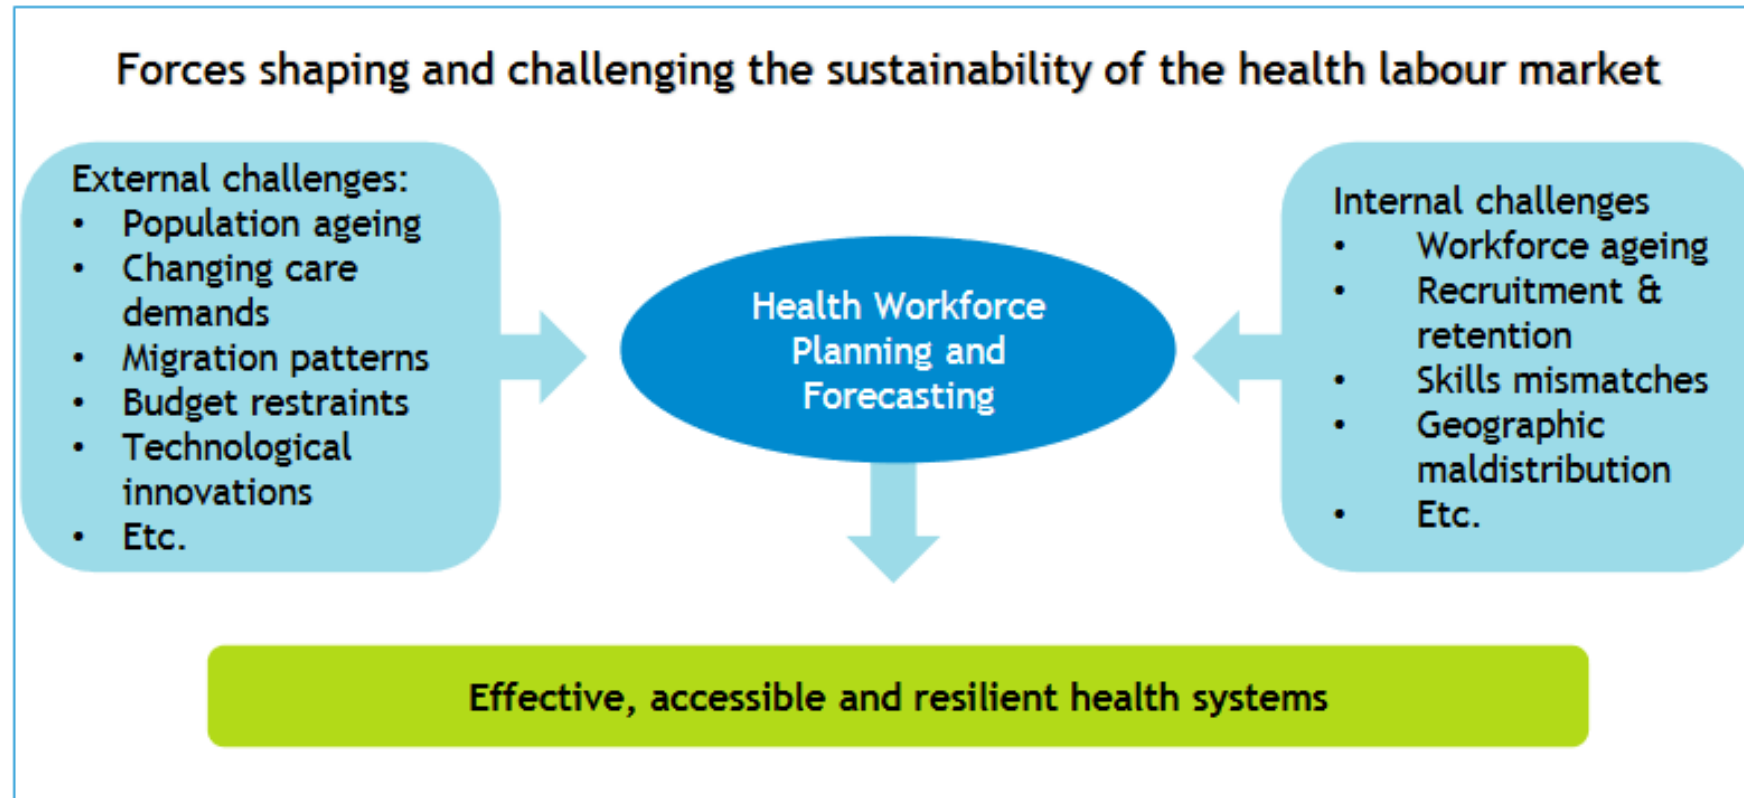 Forces shaping and challenging the sustainability of the health labour market
External challenges:
• Population ageing
• Changing care
demands
• Migration patterns
• Budget restraints
• Technological
innovations
• Etc.
Health Workforce
Planning and
Forecasting
Internal challenges
• Workforce ageing
• Recruitment &
retention
• Skills mismatches
• Geographic
maldistribution
• Etc.
Effective, accessible and resilient health systems